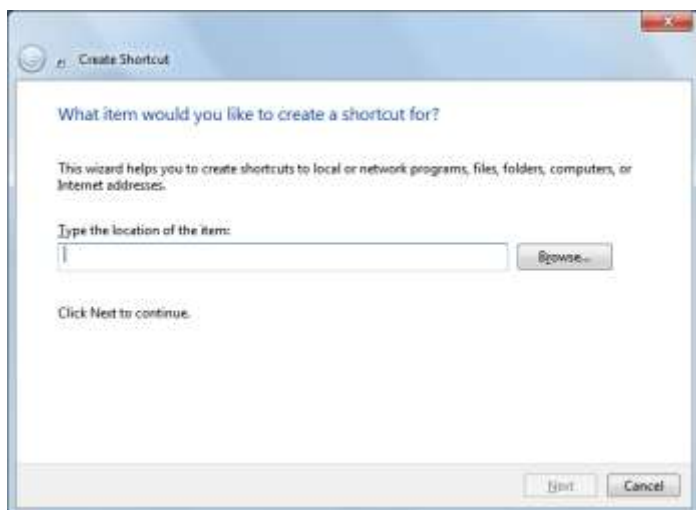 Create Shortcut
What item would you like to create a shortcut for?
This wizard helps you to create shortcuts to local or network programs, files, folders, computers, or
Internet addresses.
Type the location of the item:
Browse...
Click Next to continue.
Next
Cancel